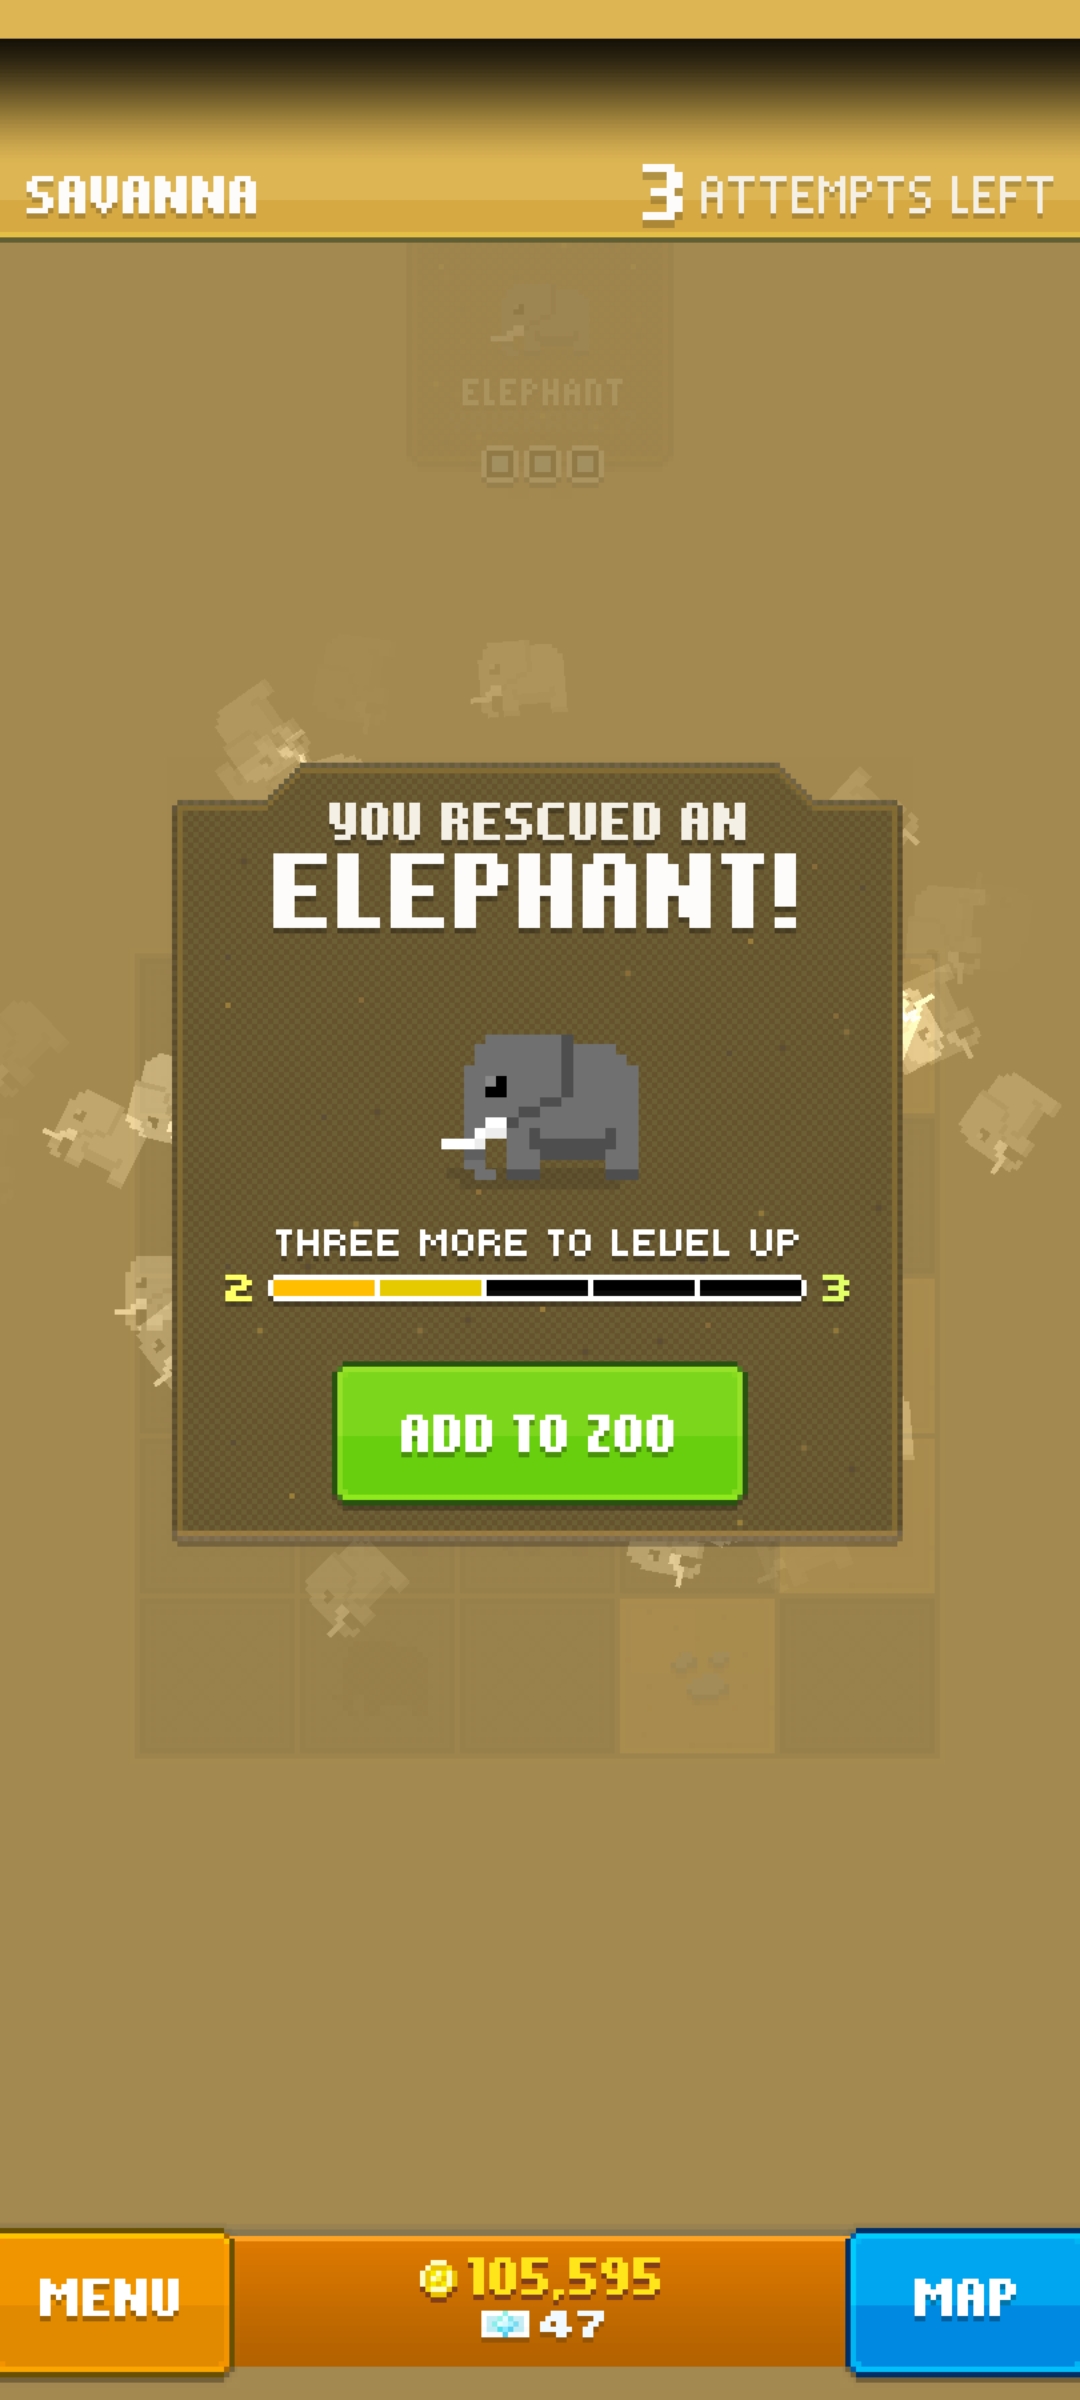 SAVANNA
3 ATTEMPTS LEFT
ELEPHANT
YOU RESCUED AN
ELEPHANT!
THREE MORE TO LEVEL UP
2 3
ADD TO ZOO
MENU
105,595
47
MAP